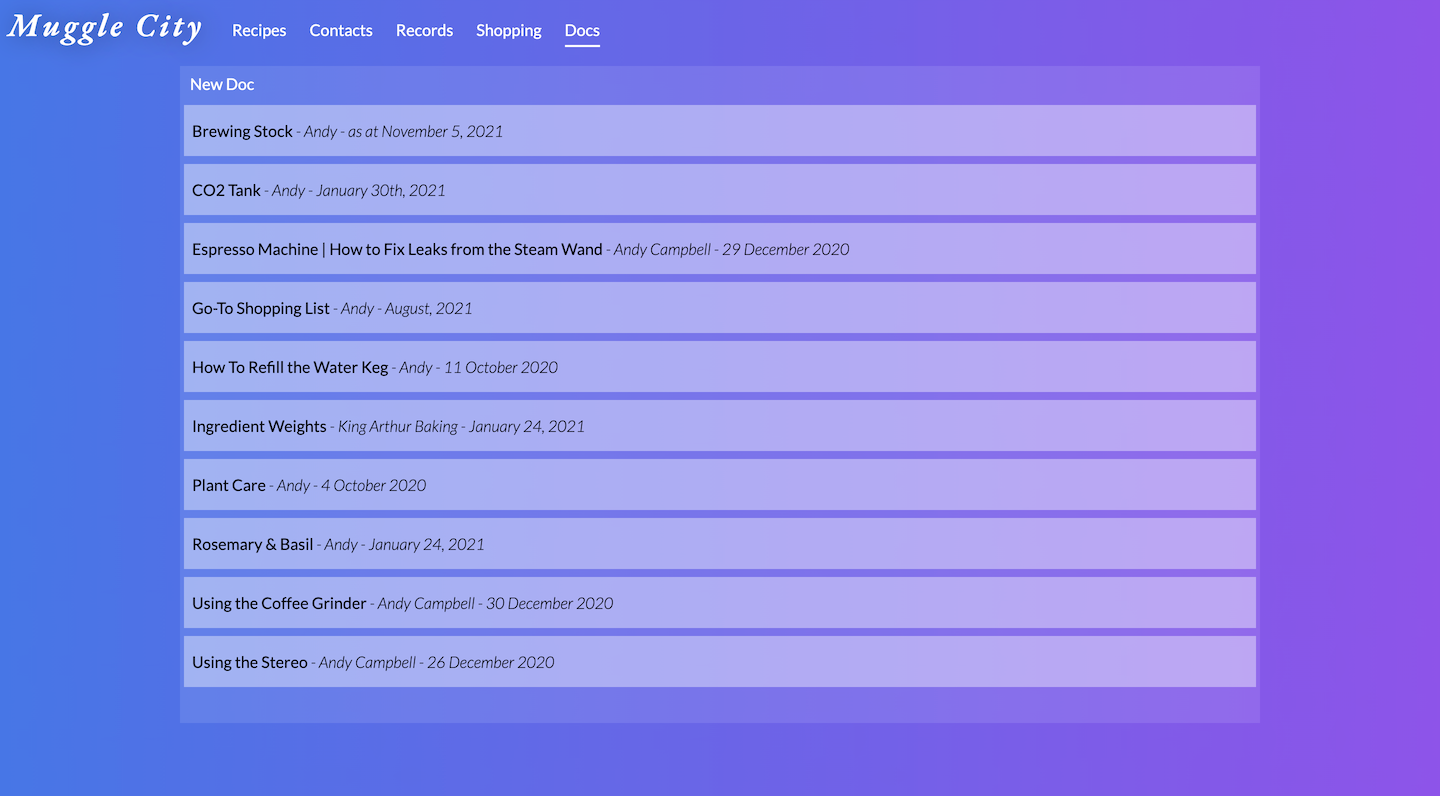 Muggle City
Recipes Contacts Records Shopping Docs
New Doc
Brewing Stock - Andy - as at November 5, 2021
CO2 Tank - Andy - January 30th, 2021
Espresso Machine | How to Fix Leaks from the Steam Wand - Andy Campbell - 29 December 2020
Go-To Shopping List - Andy - August, 2021
How To Refill the Water Keg - Andy - 11 October 2020
Ingredient Weights - King Arthur Baking - January 24, 2021
Plant Care - Andy - 4 October 2020
Rosemary & Basil - Andy - January 24, 2021
Using the Coffee Grinder - Andy Campbell - 30 December 2020
Using the Stereo - Andy Campbell - 26 December 2020